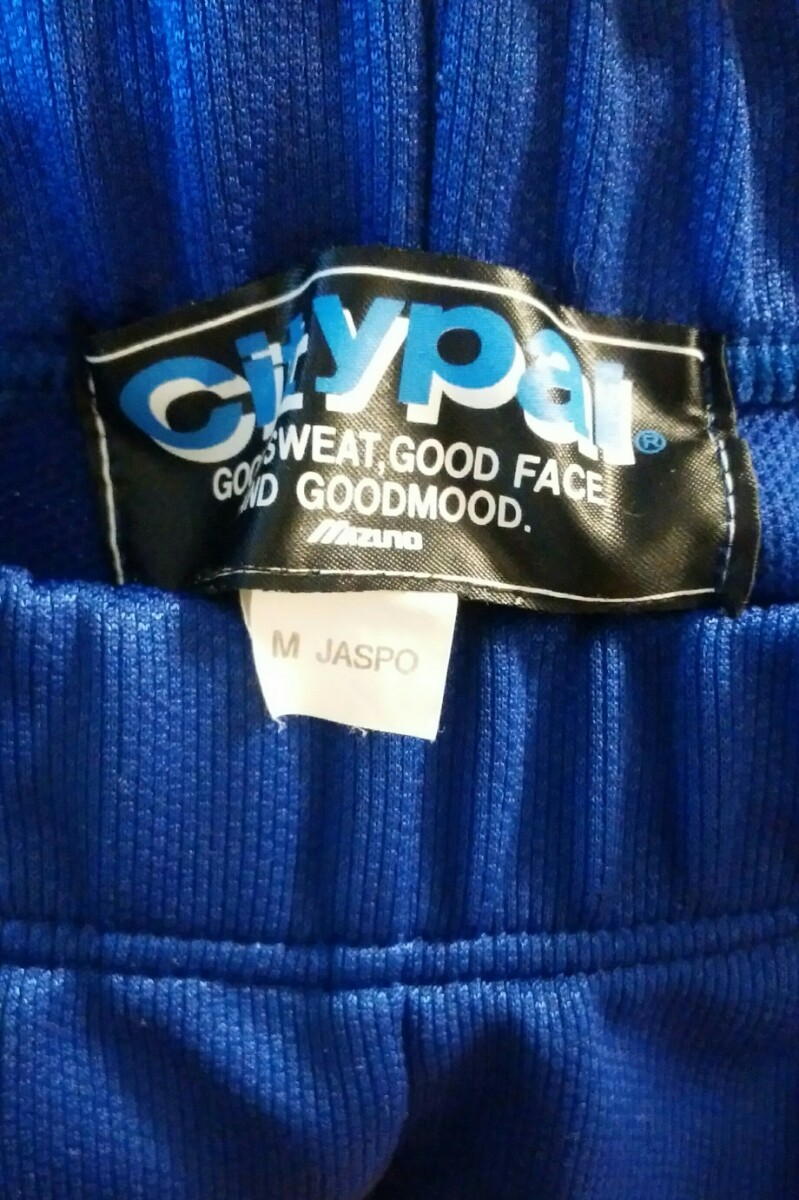 Citypal®
GOOD SWEAT, GOOD FACE
AND GOODMOOD.
Mizuno
M JASPO